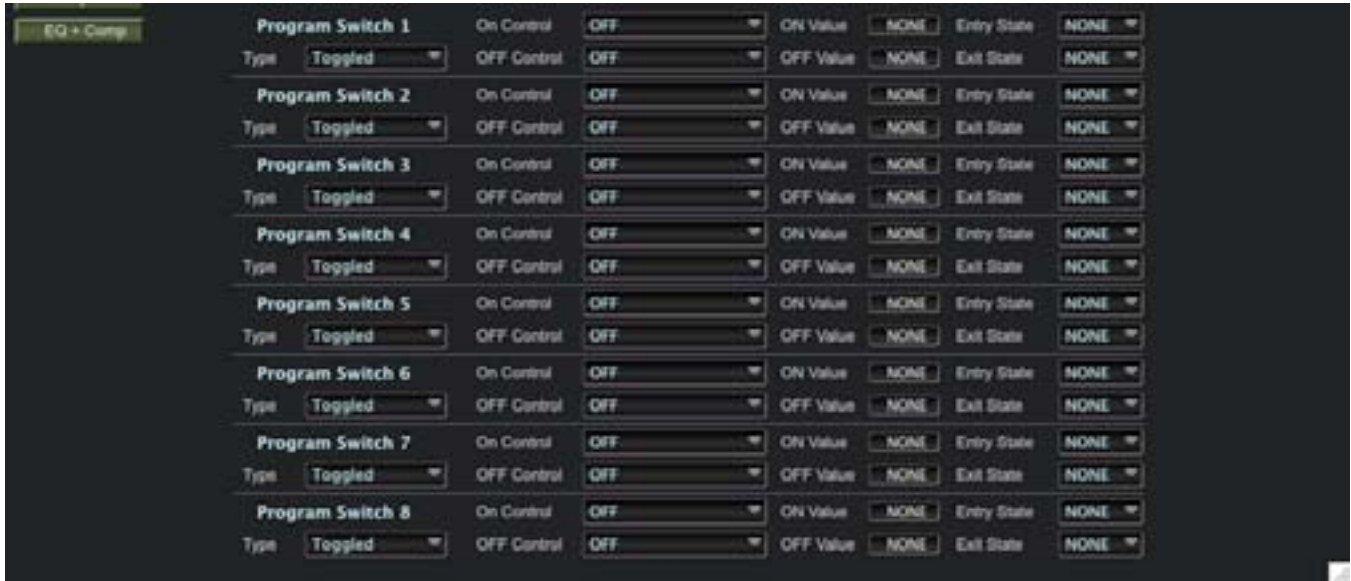 EQ + Comp
Program Switch 1 On Control OFF ON Value NONE Entry State NONE
Type Toggled OFF Control OFF OFF Value NONE Exit State NONE
Program Switch 2 On Control OFF ON Value NONE Entry State NONE
Type Toggled OFF Control OFF OFF Value NONE Exit State NONE
Program Switch 3 On Control OFF ON Value NONE Entry State NONE
Type Toggled OFF Control OFF OFF Value NONE Exit State NONE
Program Switch 4 On Control OFF ON Value NONE Entry State NONE
Type Toggled OFF Control OFF OFF Value NONE Exit State NONE
Program Switch 5 On Control OFF ON Value NONE Entry State NONE
Type Toggled OFF Control OFF OFF Value NONE Exit State NONE
Program Switch 6 On Control OFF ON Value NONE Entry State NONE
Type Toggled OFF Control OFF OFF Value NONE Exit State NONE
Program Switch 7 On Control OFF ON Value NONE Entry State NONE
Type Toggled OFF Control OFF OFF Value NONE Exit State NONE
Program Switch 8 On Control OFF ON Value NONE Entry State NONE
Type Toggled OFF Control OFF OFF Value NONE Exit State NONE